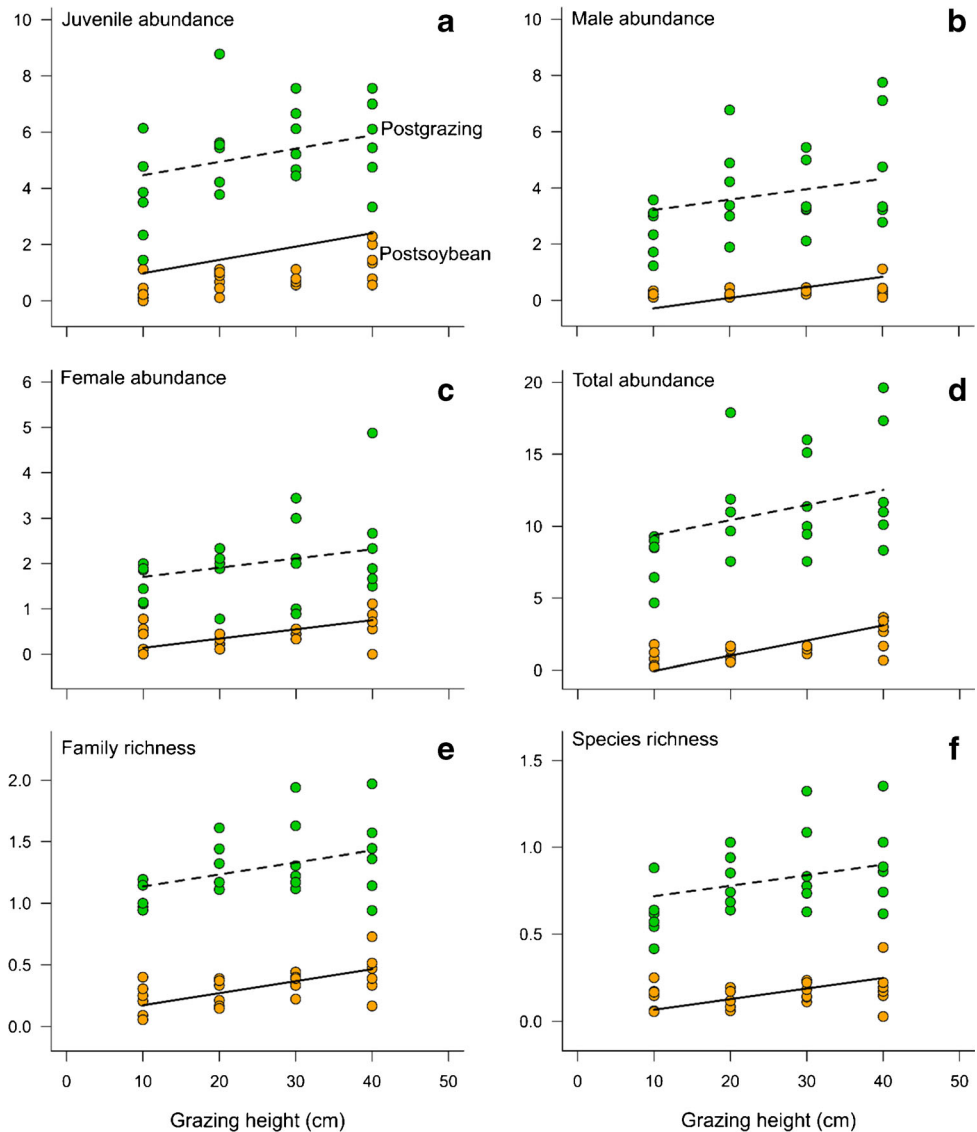 Juvenile abundance
a
10
8
6
4
2
0
Postgrazing
Postsoybean
Male abundance
b
10
8
6
4
2
0
Female abundance
c
6
5
4
3
2
1
0
Total abundance
d
20
15
10
5
0
Family richness
e
2.0
1.5
1.0
0.5
0.0
0 10 20 30 40 50
Grazing height (cm)
Species richness
f
1.5
1.0
0.5
0.0
0 10 20 30 40 50
Grazing height (cm)